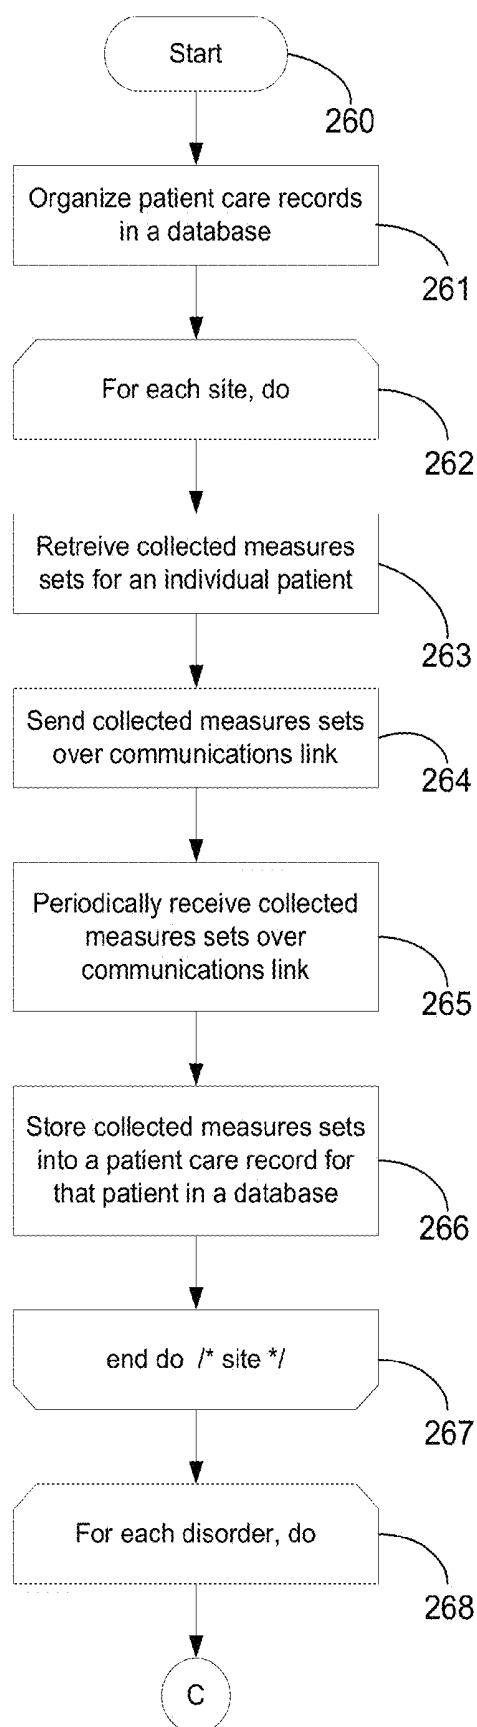 Start
260
Organize patient care records
in a database
261
For each site, do
262
Retreive collected measures
sets for an individual patient
263
Send collected measures sets
over communications link
264
Periodically receive collected
measures sets over
communications link
265
Store collected measures sets
into a patient care record for
that patient in a database
266
end do /* site */
267
For each disorder, do
268
C